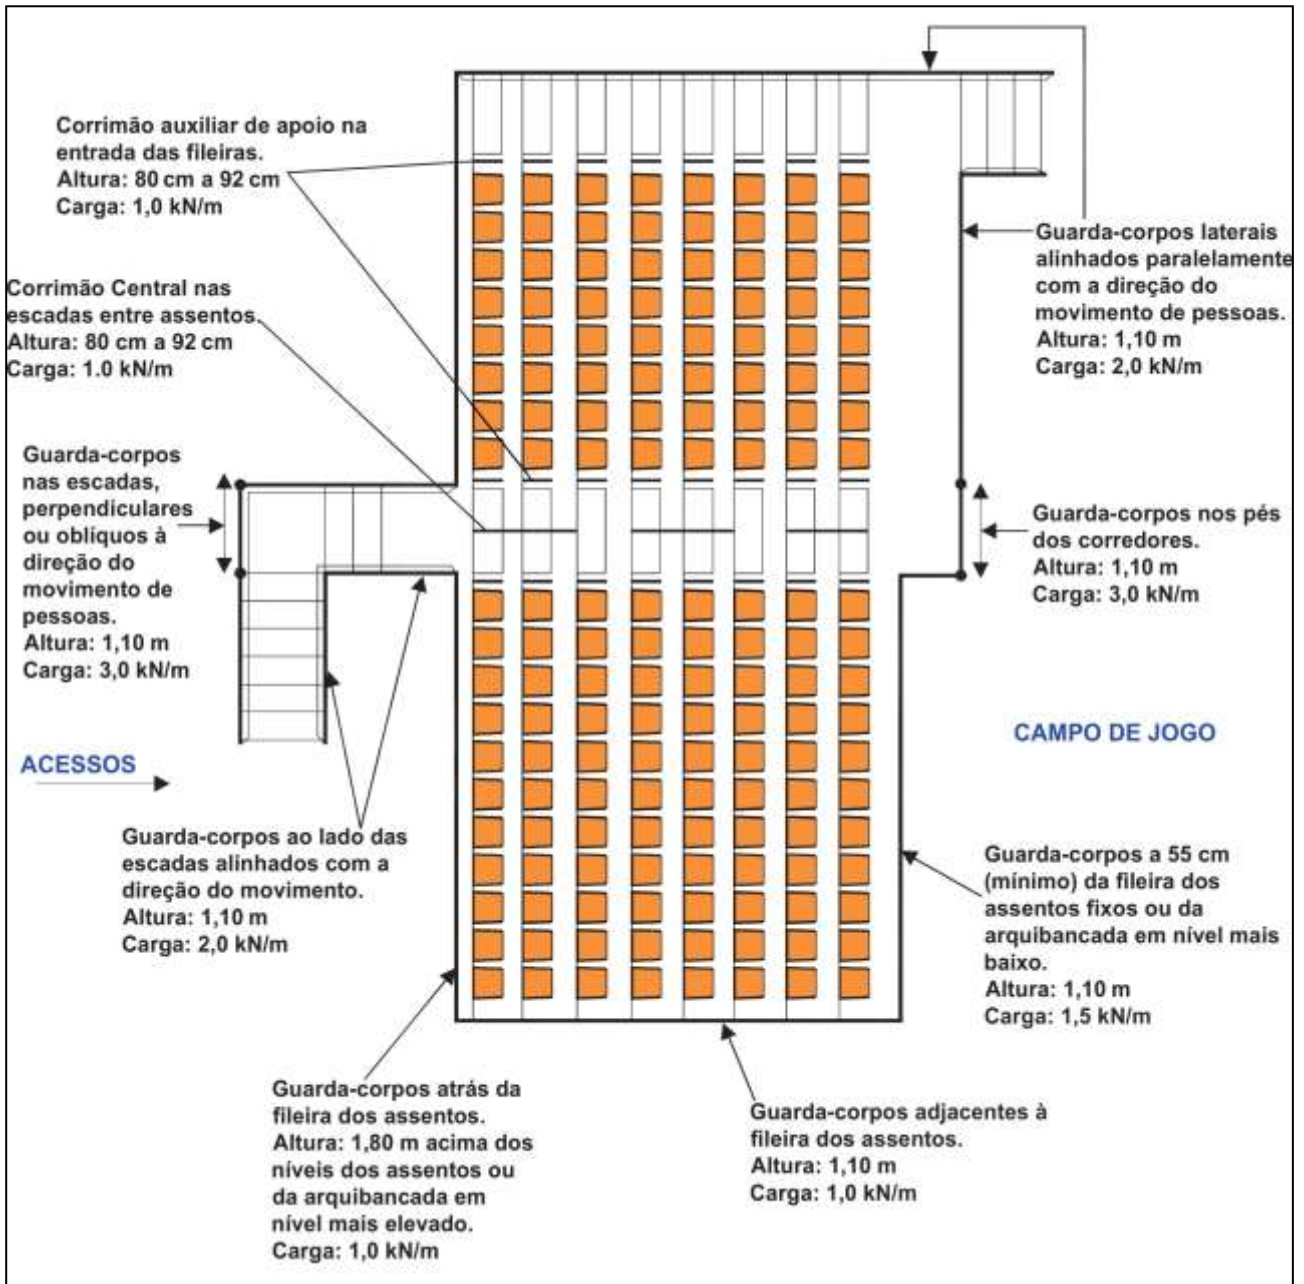 Corrimão auxiliar de apoio na
entrada das fileiras.
Altura: 80 cm a 92 cm
Carga: 1,0 kN/m
Corrimão Central nas
escadas entre assentos.
Altura: 80 cm a 92 cm
Carga: 1.0 kN/m
Guarda-corpos
nas escadas,
perpendiculares
ou oblíquos à
direção do
movimento de
pessoas.
Altura: 1,10 m
Carga: 3,0 kN/m
ACESSOS
Guarda-corpos ao lado das
escadas alinhados com a
direção do movimento.
Altura: 1,10 m
Carga: 2,0 kN/m
Guarda-corpos atrás da
fileira dos assentos.
Altura: 1,80 m acima dos
níveis dos assentos ou
da arquibancada em
nível mais elevado.
Carga: 1,0 kN/m
Guarda-corpos laterais
alinhados paralelamente
com a direção do
movimento de pessoas.
Altura: 1,10 m
Carga: 2,0 kN/m
Guarda-corpos nos pés
dos corredores.
Altura: 1,10 m
Carga: 3,0 kN/m
CAMPO DE JOGO
Guarda-corpos a 55 cm
(mínimo) da fileira dos
assentos fixos ou da
arquibancada em nível mais
baixo.
Altura: 1,10 m
Carga: 1,5 kN/m
Guarda-corpos adjacentes à
fileira dos assentos.
Altura: 1,10 m
Carga: 1,0 kN/m